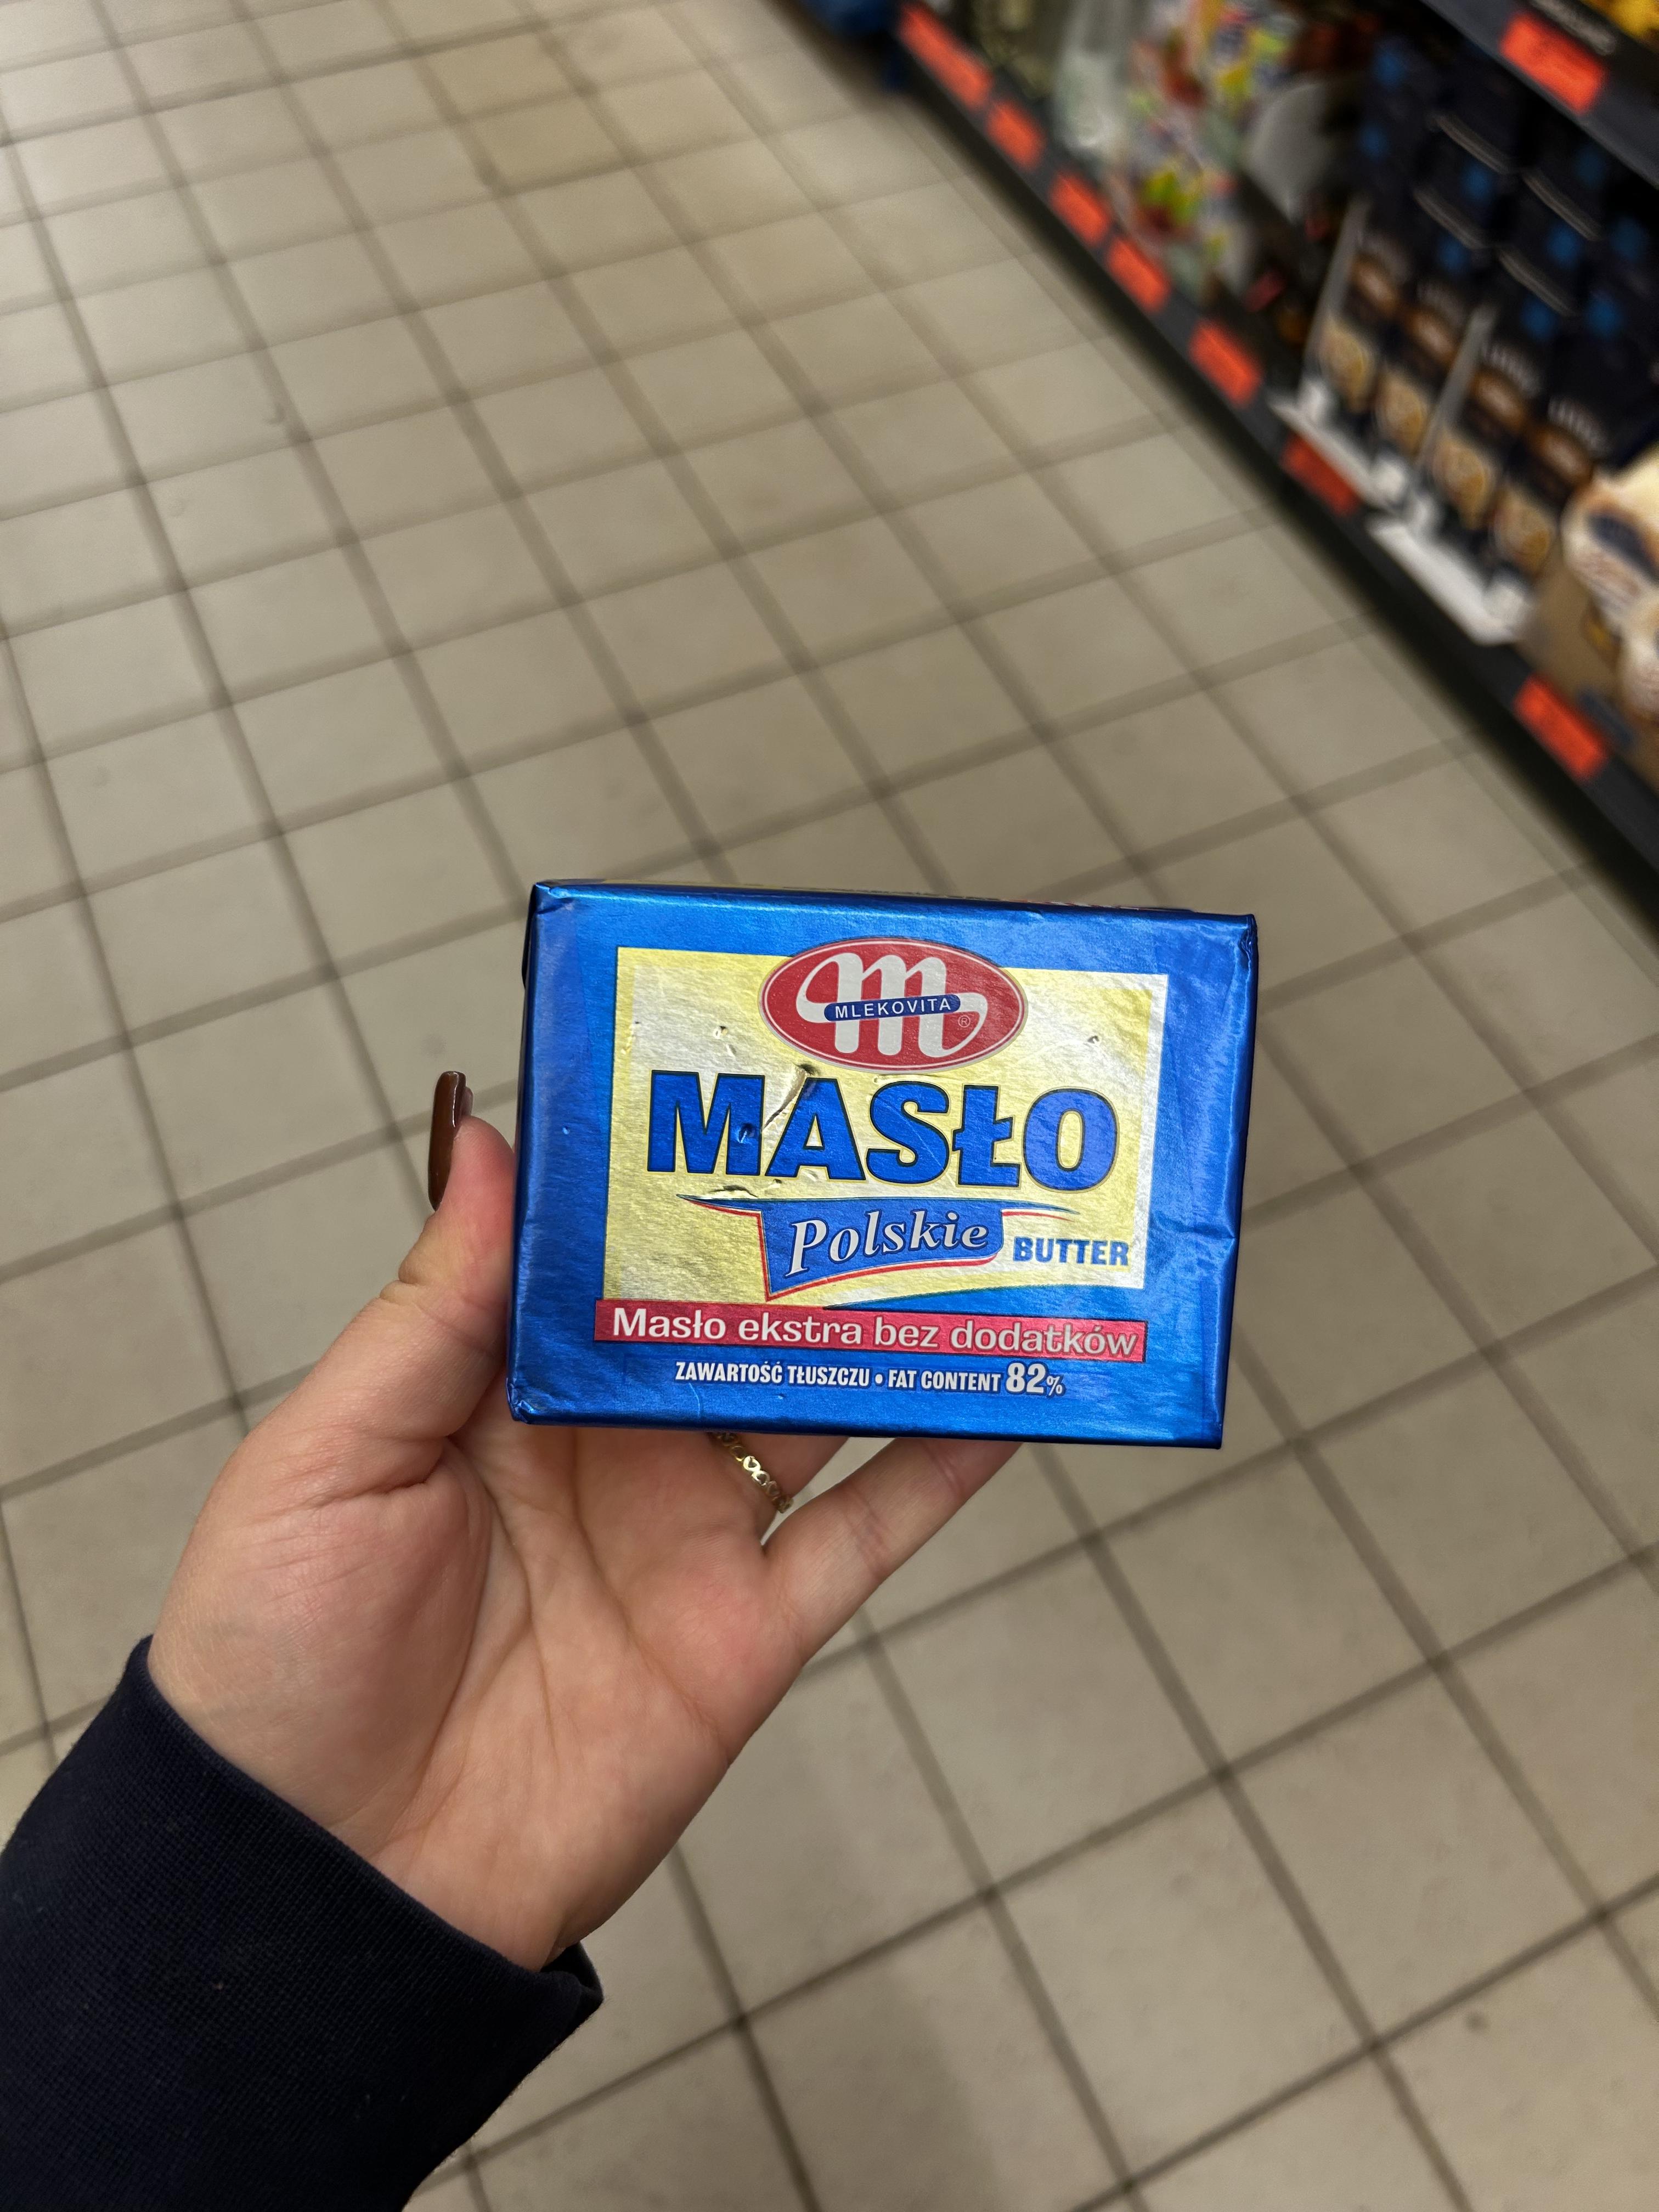 MLEKOVITA ®
MASŁO
Polskie
BUTTER
Masło ekstra bez dodatków
ZAWARTOŚĆ TŁUSZCZU • FAT CONTENT 82%